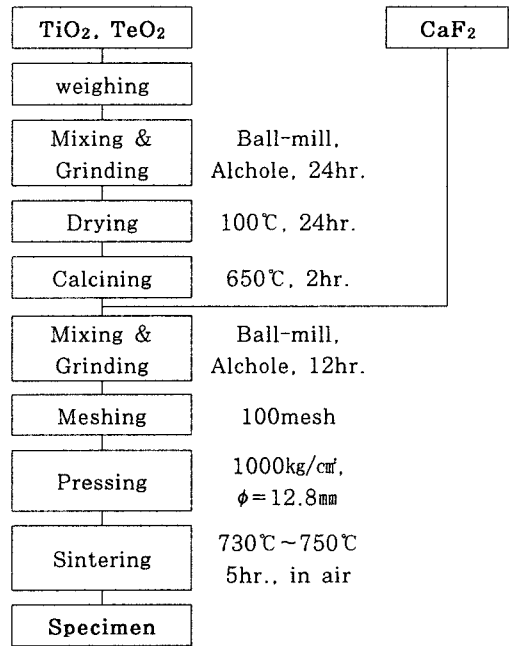 TiO₂, TeO₂
CaF₂
weighing
Mixing &
Grinding
Ball-mill,
Alchole, 24hr.
Drying
100℃, 24hr.
Calcining
650℃, 2hr.
Mixing &
Grinding
Ball-mill,
Alchole, 12hr.
Meshing
100mesh
Pressing
1000kg/㎠,
ϕ=12.8㎜
Sintering
730℃~750℃
5hr., in air
Specimen